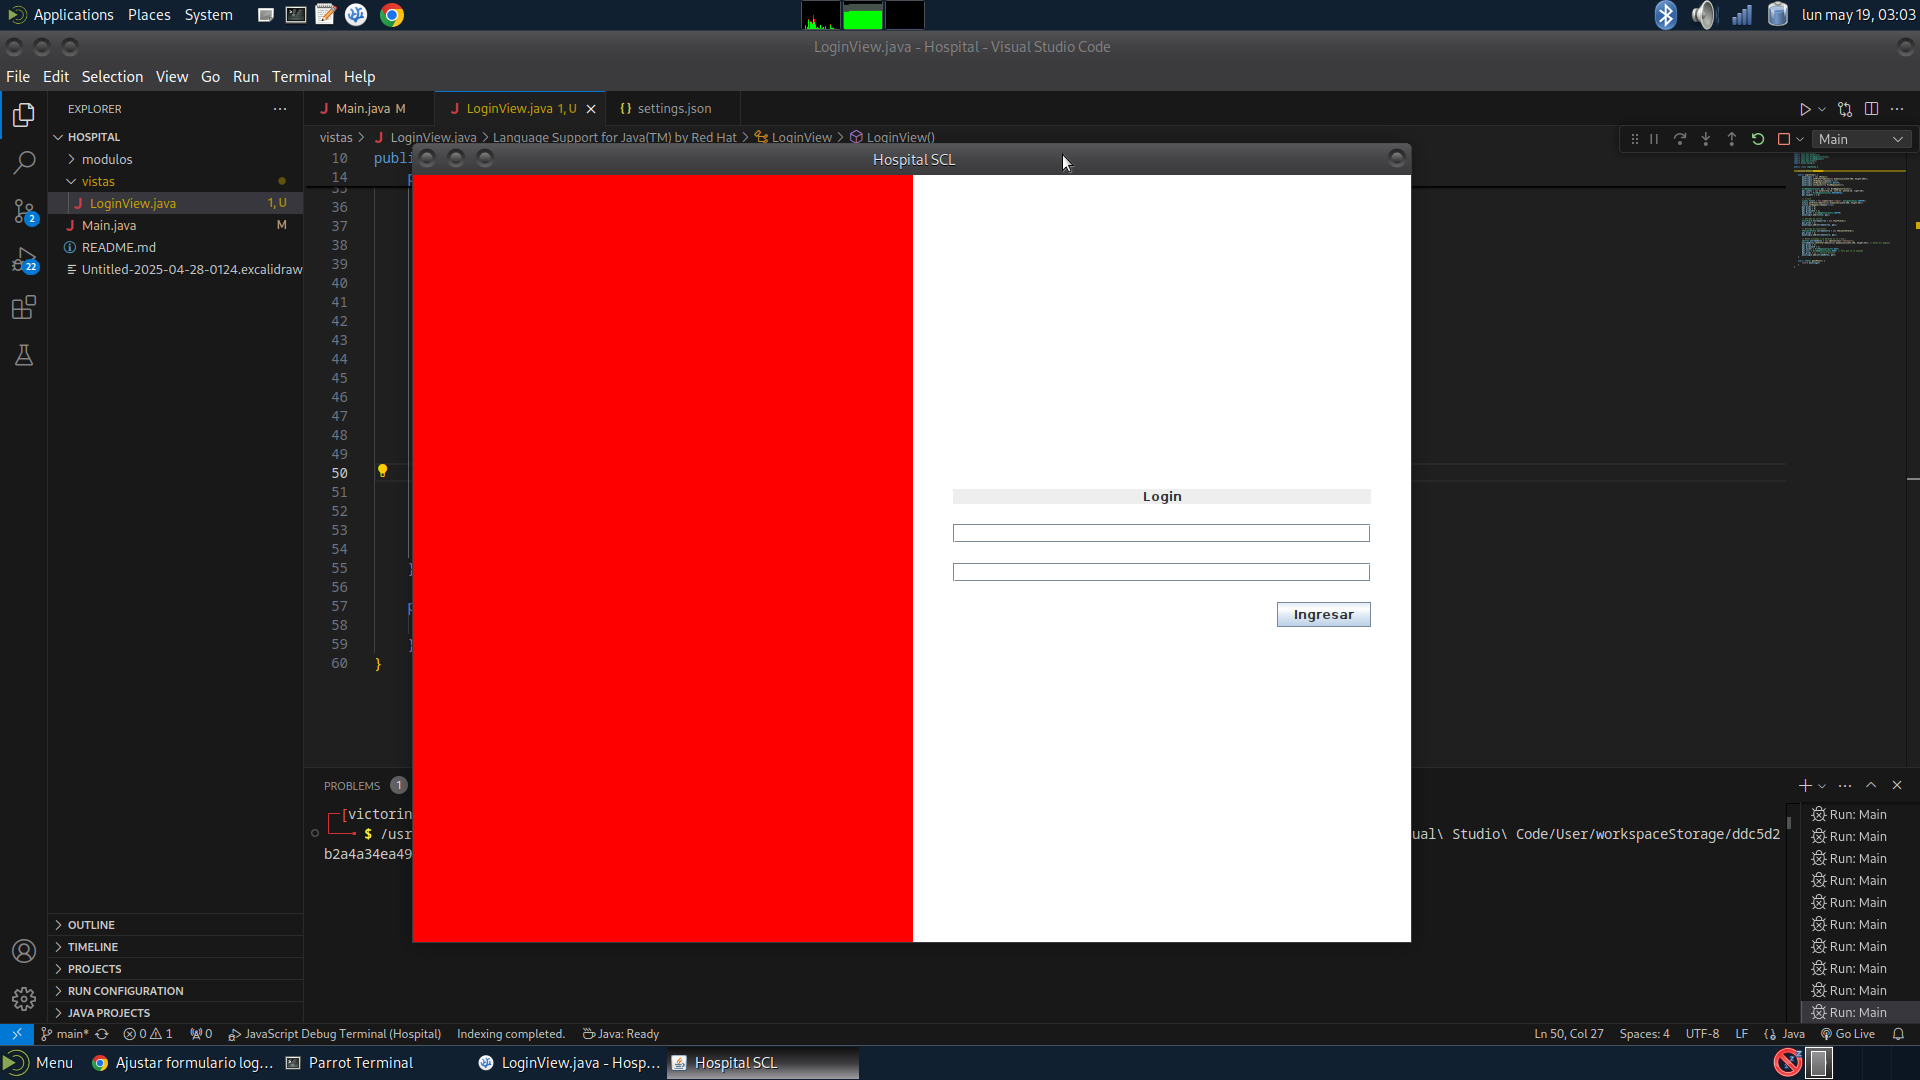 Applications Places System
lun may 19, 03:03
LoginView.java - Hospital - Visual Studio Code
File Edit Selection View Go Run Terminal Help
EXPLORER
Main.java M
LoginView.java 1, U
settings.json
HOSPITAL
vistas > LoginView.java > Language Support for Java(TM) by Red Hat > LoginView > LoginView()
Main
modulos
vistas
LoginView.java 1, U
Main.java M
README.md
Untitled-2025-04-28-0124.excalidraw
10 publi
14
35
36
37
38
39
40
41
42
43
44
45
46
47
48
49
50
51
52
53
54
55 }
56
57 p
58
59 }
60 }
Hospital SCL
Login
Ingresar
PROBLEMS 1
[victorin
$ /usr
ual\ Studio\ Code/User/workspaceStorage/ddc5d2
b2a4a34ea49
Run: Main
Run: Main
Run: Main
Run: Main
Run: Main
Run: Main
Run: Main
Run: Main
Run: Main
Run: Main
2
22
OUTLINE
TIMELINE
PROJECTS
RUN CONFIGURATION
JAVA PROJECTS
main* 0 1 0 JavaScript Debug Terminal (Hospital) Indexing completed. Java: Ready
Ln 50, Col 27 Spaces: 4 UTF-8 LF Java Go Live
Menu Ajustar formulario log... Parrot Terminal LoginView.java - Hosp... Hospital SCL